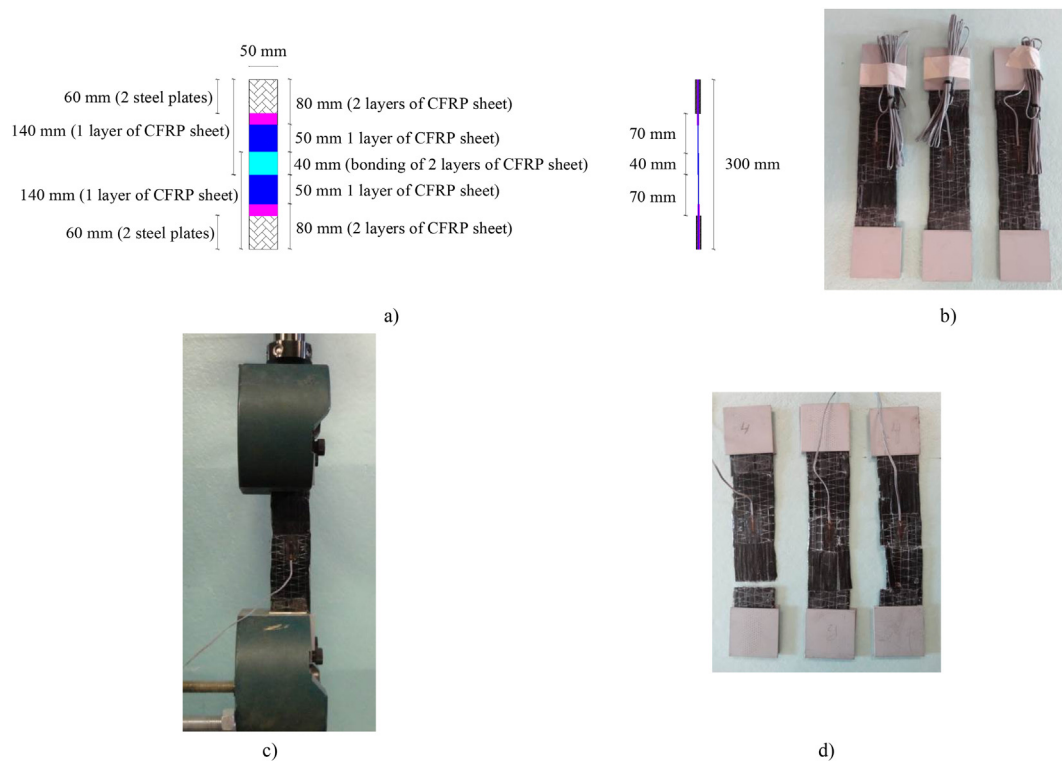 50 mm
60 mm (2 steel plates)
80 mm (2 layers of CFRP sheet)
140 mm (1 layer of CFRP sheet)
50 mm 1 layer of CFRP sheet)
40 mm (bonding of 2 layers of CFRP sheet)
140 mm (1 layer of CFRP sheet)
50 mm 1 layer of CFRP sheet)
60 mm (2 steel plates)
80 mm (2 layers of CFRP sheet)
70 mm
40 mm
300 mm
70 mm
a)
b)
c)
4
d)